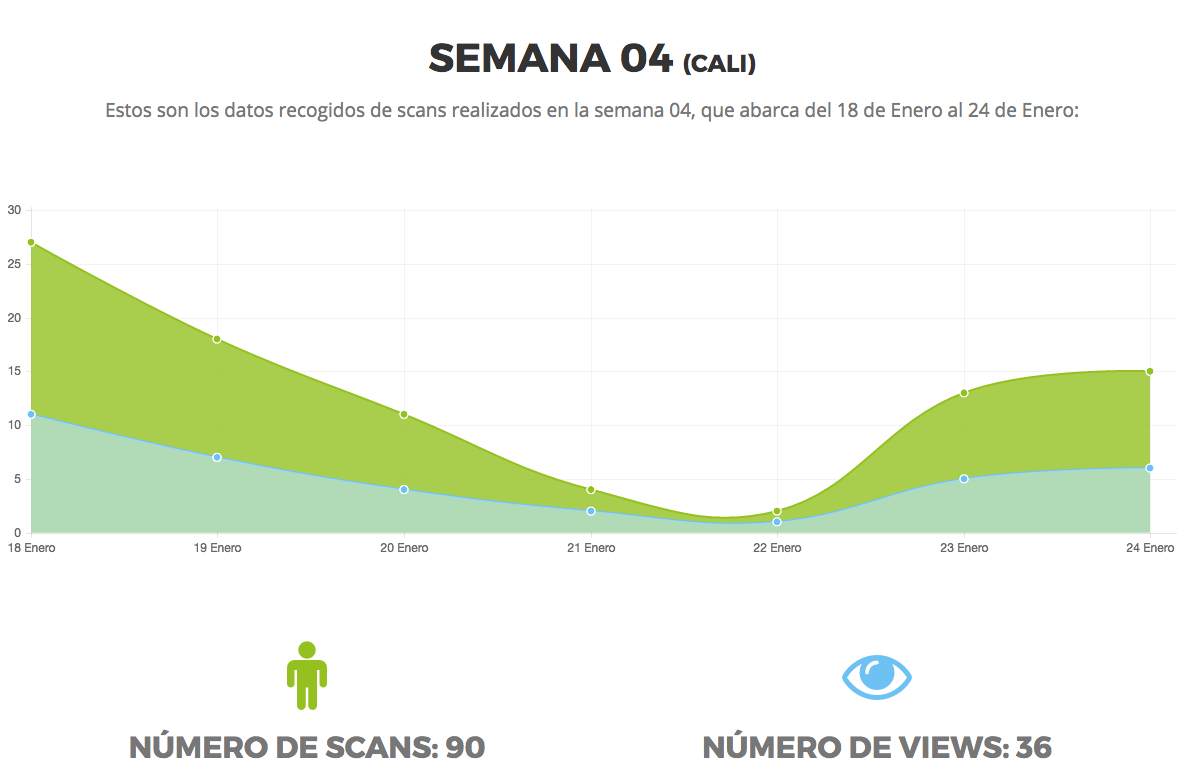 SEMANA 04 (CALI)
Estos son los datos recogidos de scans realizados en la semana 04, que abarca del 18 de Enero al 24 de Enero:
30
25
20
15
10
5
0
18 Enero 19 Enero 20 Enero 21 Enero 22 Enero 23 Enero 24 Enero
NÚMERO DE SCANS: 90 NÚMERO DE VIEWS: 36